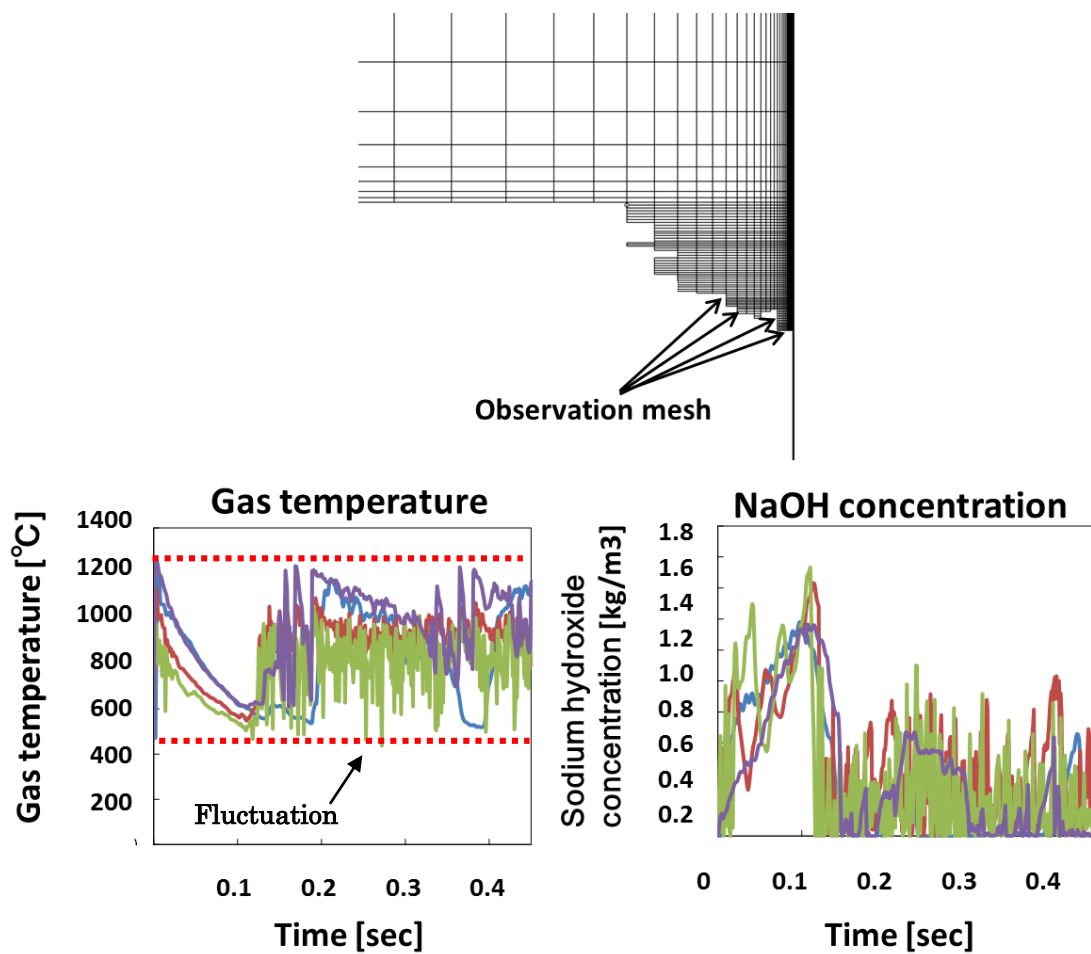 Observation mesh
Gas temperature
Gas temperature [℃]
1400
1200
1000
800
600
400
200
Fluctuation
0.1
0.2
0.3
0.4
Time [sec]
NaOH concentration
Sodium hydroxide
concentration [kg/m3]
1.8
1.6
1.4
1.2
1.0
0.8
0.6
0.4
0.2
0
0.1
0.2
0.3
0.4
Time [sec]